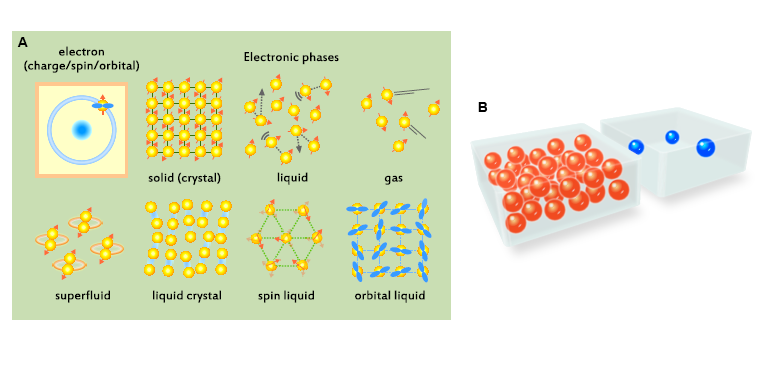 A
electron
(charge/spin/orbital)
Electronic phases
solid (crystal)
liquid
gas
superfluid
liquid crystal
spin liquid
orbital liquid
B